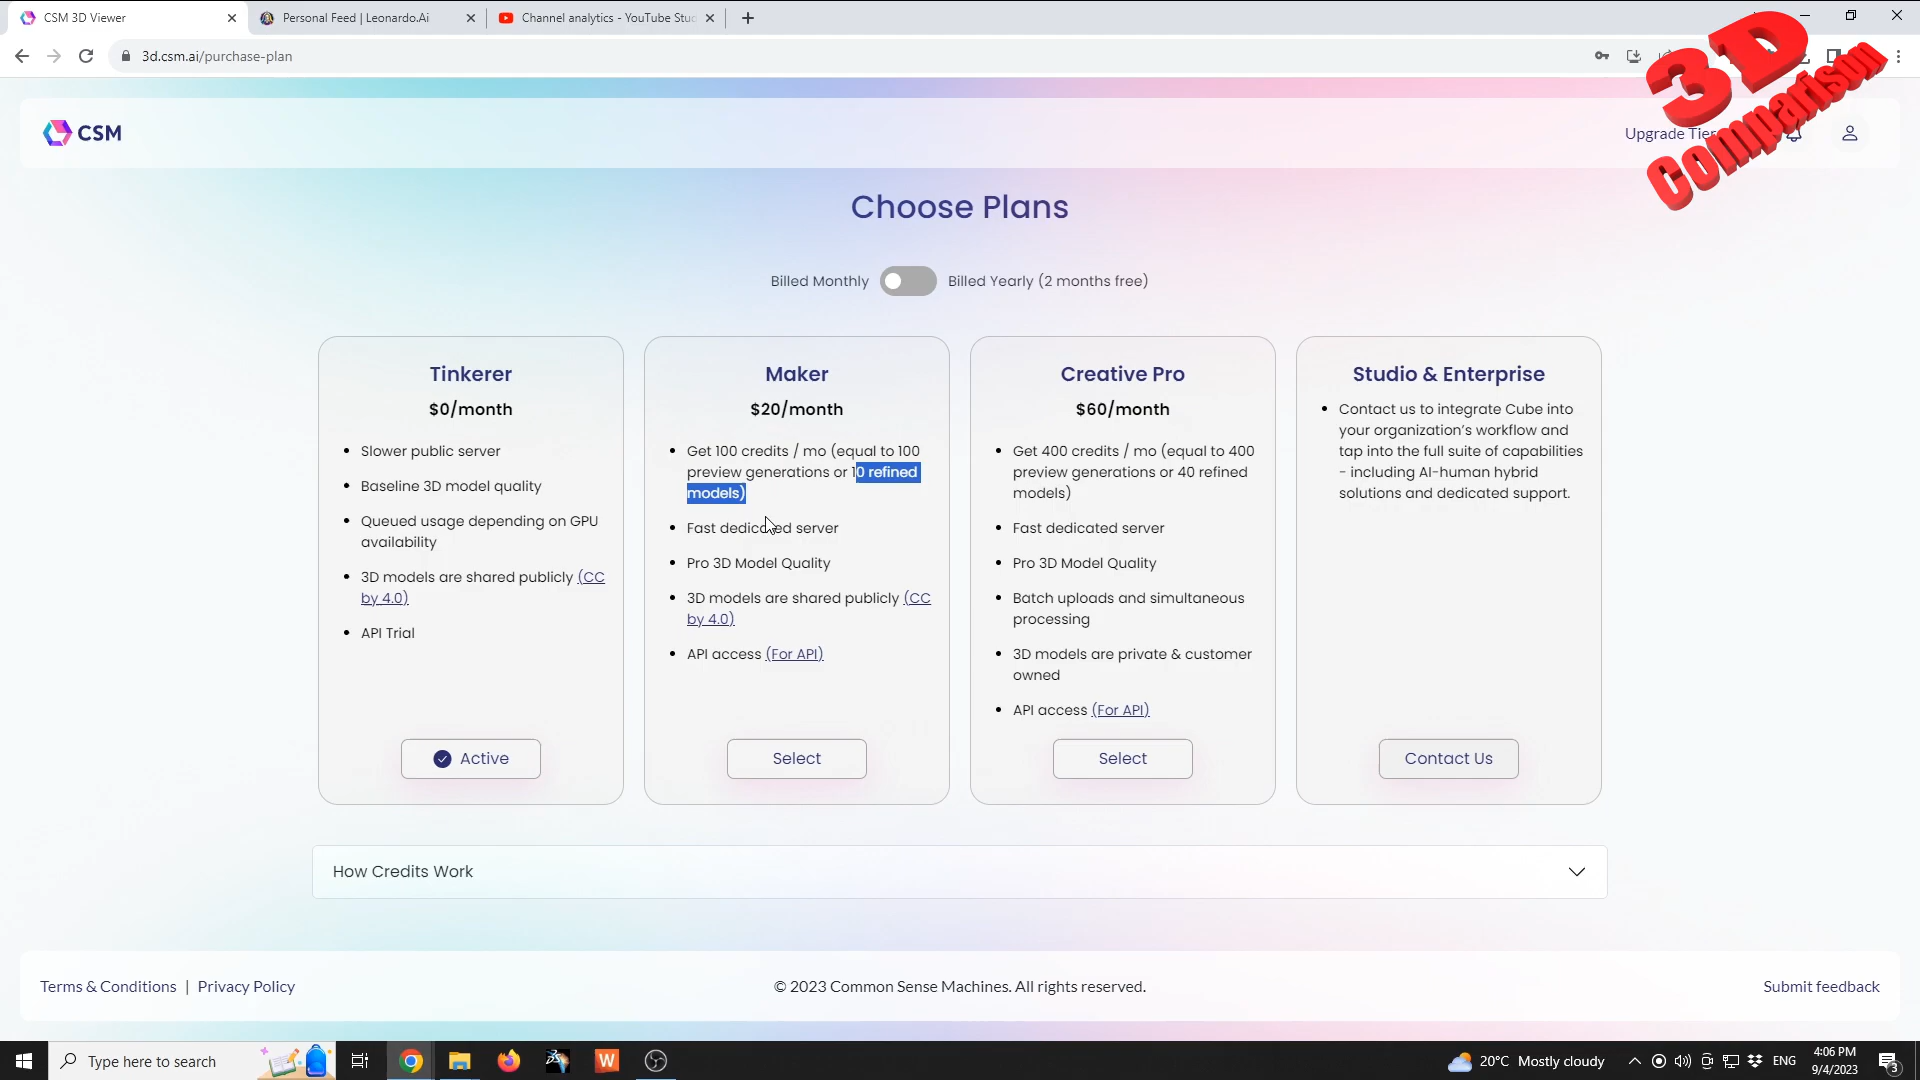 CSM 3D Viewer
Personal Feed | Leonardo.Ai
Channel analytics - YouTube Stud
3d.csm.ai/purchase-plan
3D
Comparison
CSM
Upgrade Tier
Choose Plans
Billed Monthly
Billed Yearly (2 months free)
Tinkerer
$0/month
• Slower public server
• Baseline 3D model quality
• Queued usage depending on GPU
availability
• 3D models are shared publicly (CC
by 4.0)
• API Trial
Active
Maker
$20/month
• Get 100 credits / mo (equal to 100
preview generations or 10 refined
models)
• Fast dedicated server
• Pro 3D Model Quality
• 3D models are shared publicly (CC
by 4.0)
• API access (For API)
Select
Creative Pro
$60/month
• Get 400 credits / mo (equal to 400
preview generations or 40 refined
models)
• Fast dedicated server
• Pro 3D Model Quality
• Batch uploads and simultaneous
processing
• 3D models are private & customer
owned
• API access (For API)
Select
Studio & Enterprise
• Contact us to integrate Cube into
your organization’s workflow and
tap into the full suite of capabilities
- including AI-human hybrid
solutions and dedicated support.
Contact Us
How Credits Work
Terms & Conditions | Privacy Policy
© 2023 Common Sense Machines. All rights reserved.
Submit feedback
Type here to search
W
20°C Mostly cloudy
ENG
4:06 PM
9/4/2023
3